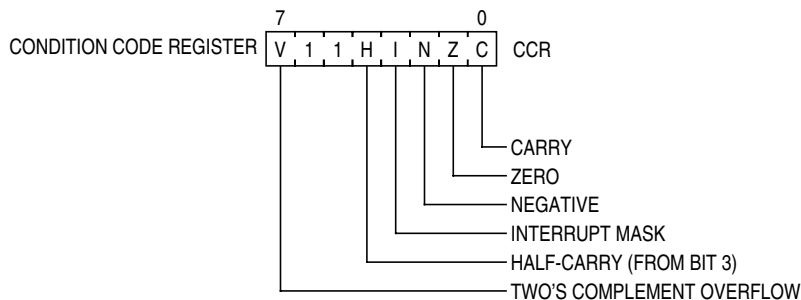 7 0
CONDITION CODE REGISTER V 1 1 H I N Z C CCR
CARRY
ZERO
NEGATIVE
INTERRUPT MASK
HALF-CARRY (FROM BIT 3)
TWO'S COMPLEMENT OVERFLOW